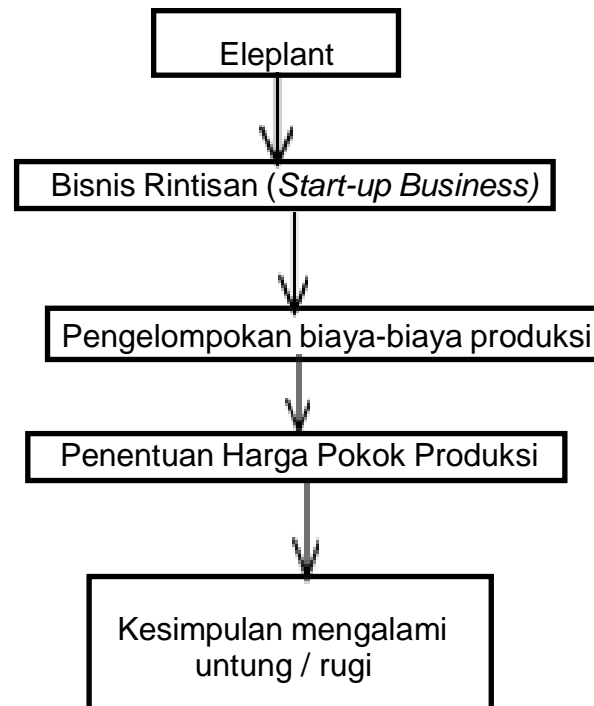 Eleplant
Bisnis Rintisan (Start-up Business)
Pengelompokan biaya-biaya produksi
Penentuan Harga Pokok Produksi
Kesimpulan mengalami
untung / rugi